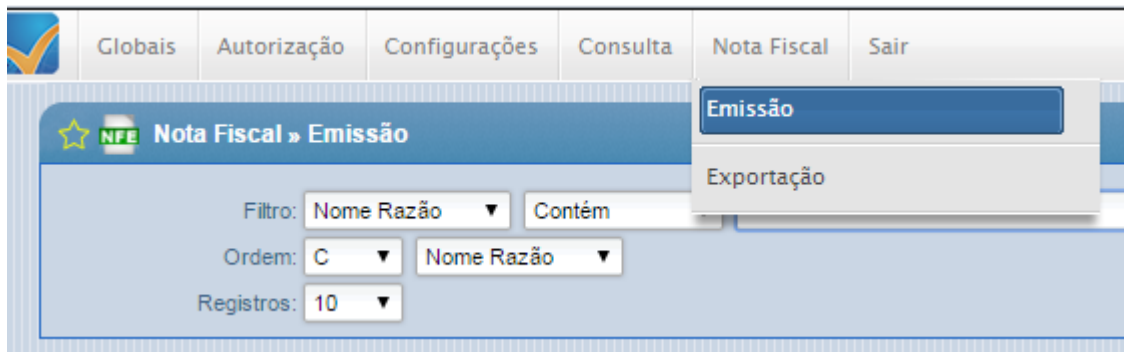 Globais Autorização Configurações Consulta Nota Fiscal Sair
Emissão
Exportação
NFE Nota Fiscal » Emissão
Filtro: Nome Razão Contém
Ordem: C Nome Razão
Registros: 10